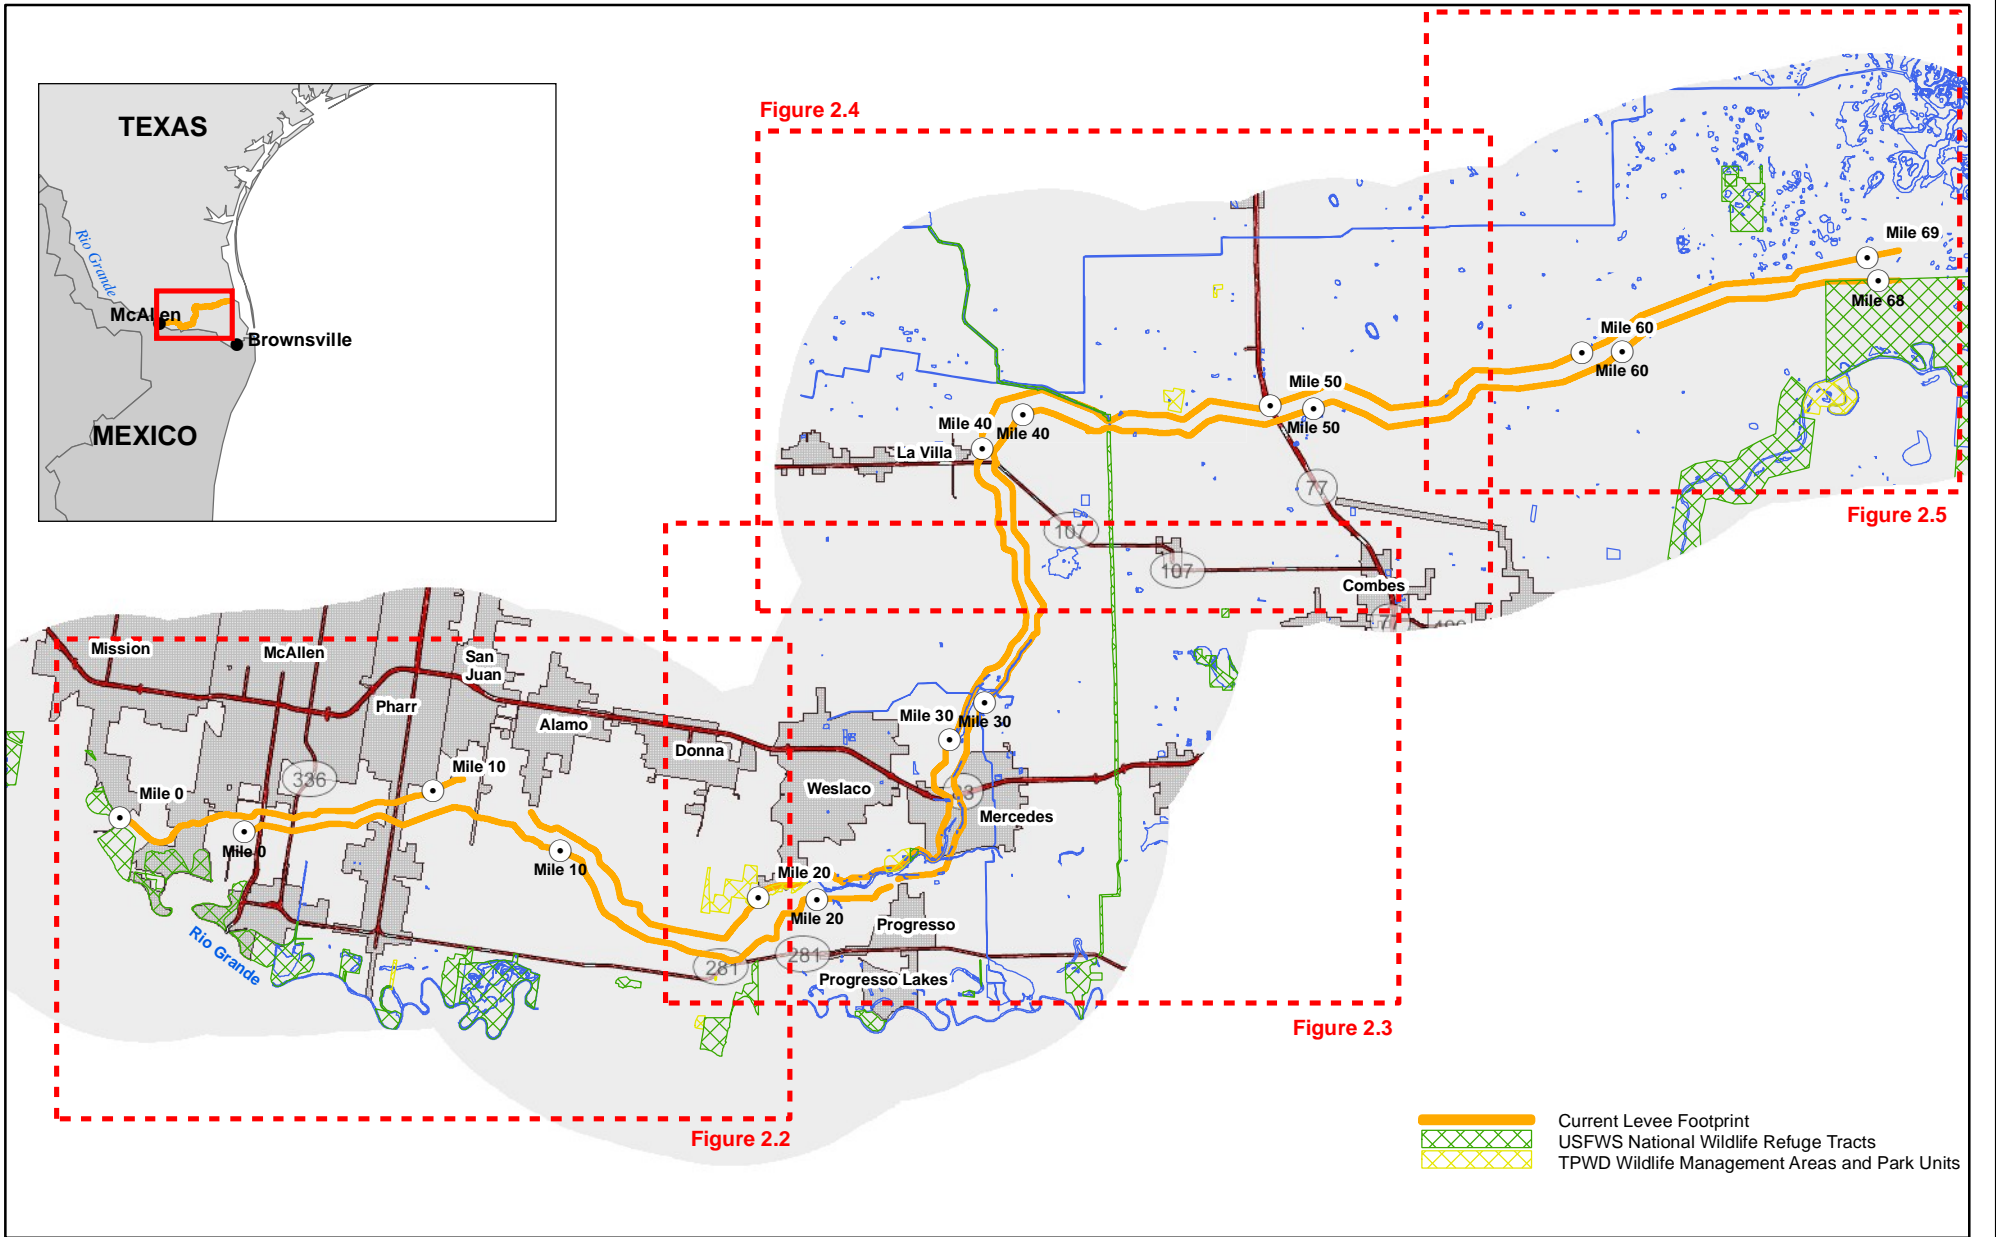 TEXAS
Rio Grande
McAllen
Brownsville
MEXICO
Figure 2.4
Mile 69
Mile 68
Mile 60
Mile 60
Mile 50
Mile 50
Mile 40
Mile 40
La Villa
77
Figure 2.5
107
107
Combes
77
Mission
McAllen
San
Juan
Pharr
Alamo
Donna
Mile 30
Mile 30
336
Mile 10
Mile 0
Weslaco
Mercedes
Mile 0
Mile 10
Mile 20
Mile 20
Progresso
Rio Grande
281
281
Progresso Lakes
Figure 2.3
Figure 2.2
Current Levee Footprint
USFWS National Wildlife Refuge Tracts
TPWD Wildlife Management Areas and Park Units